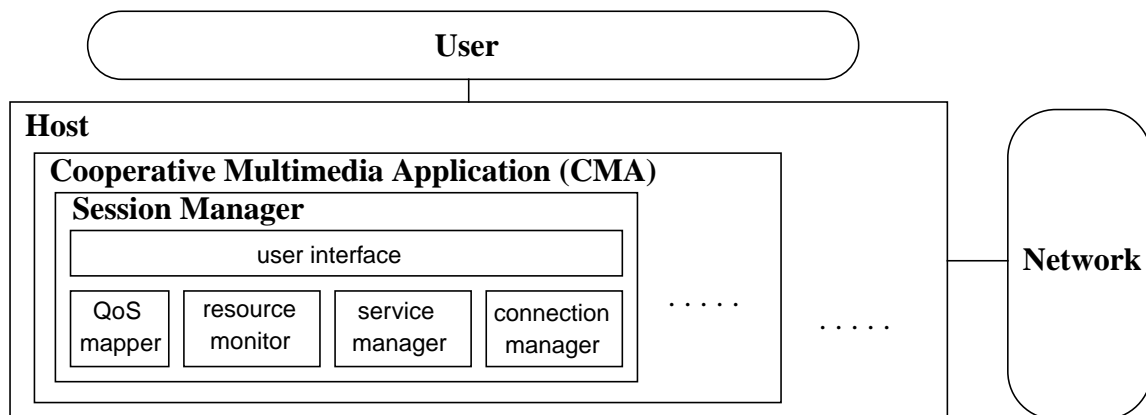 User
Host
Cooperative Multimedia Application (CMA)
Session Manager
user interface
QoS
mapper
resource
monitor
service
manager
connection
manager
. . . . .
. . . . .
Network